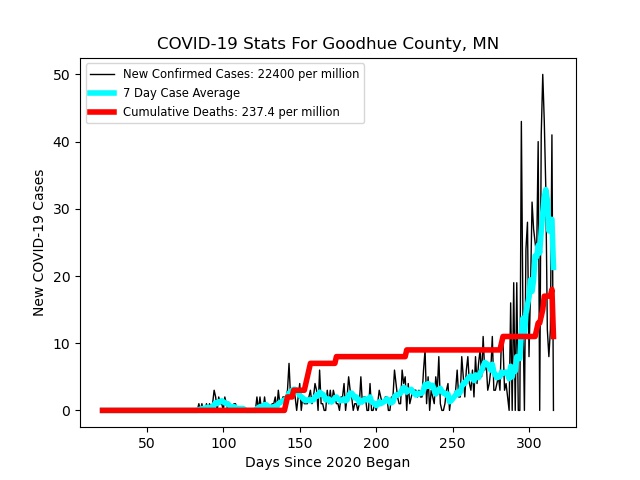 COVID-19 Stats For Goodhue County, MN
New Confirmed Cases: 22400 per million
7 Day Case Average
Cumulative Deaths: 237.4 per million
New COVID-19 Cases
50
40
30
20
10
0
50 100 150 200 250 300
Days Since 2020 Began